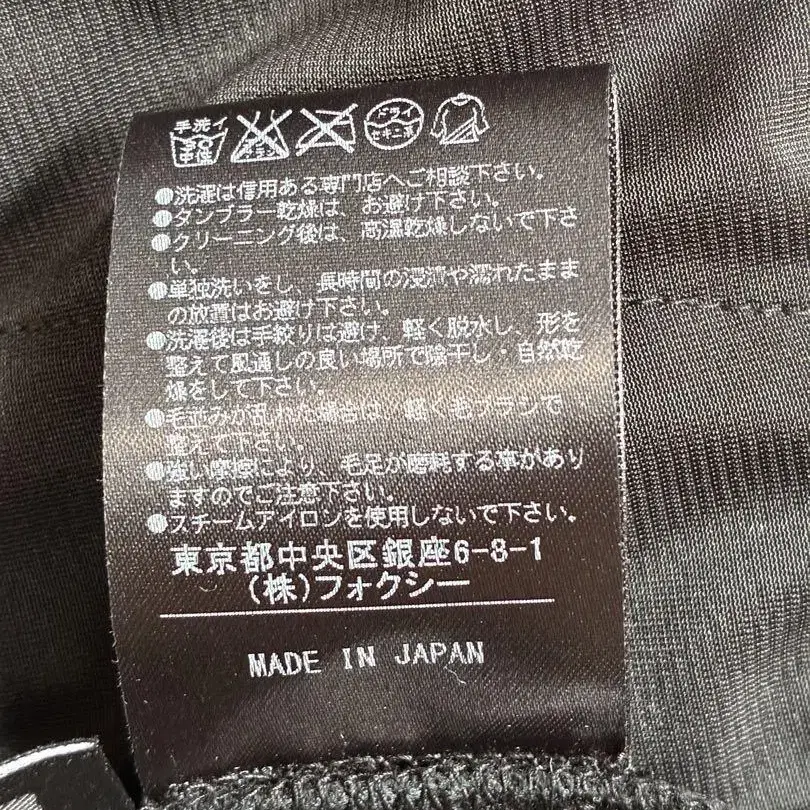 手洗イ
30
中性
ドライ
セキユ系
●洗濯は信用ある専門店へご相談下さい。
●タンブラー乾燥は、お避け下さい。
●クリーニング後は、高温乾燥しないで下さ
い。
●単独洗いをし、長時間の浸漬や濡れたまま
の放置はお避け下さい。
●洗濯後は手絞りは避け、軽く脱水し、形を
整えて風通しの良い場所で陰干し・自然乾
燥をして下さい
●毛並みが乱れた場合は、軽く毛ブラシで
整えて下さい。
●強い摩擦により、毛足が磨耗する事があり
ますのでご注意下さい。
●スチームアイロンを使用しないで下さい。
東京都中央区銀座6-8-1
(株)フォクシー
MADE IN JAPAN